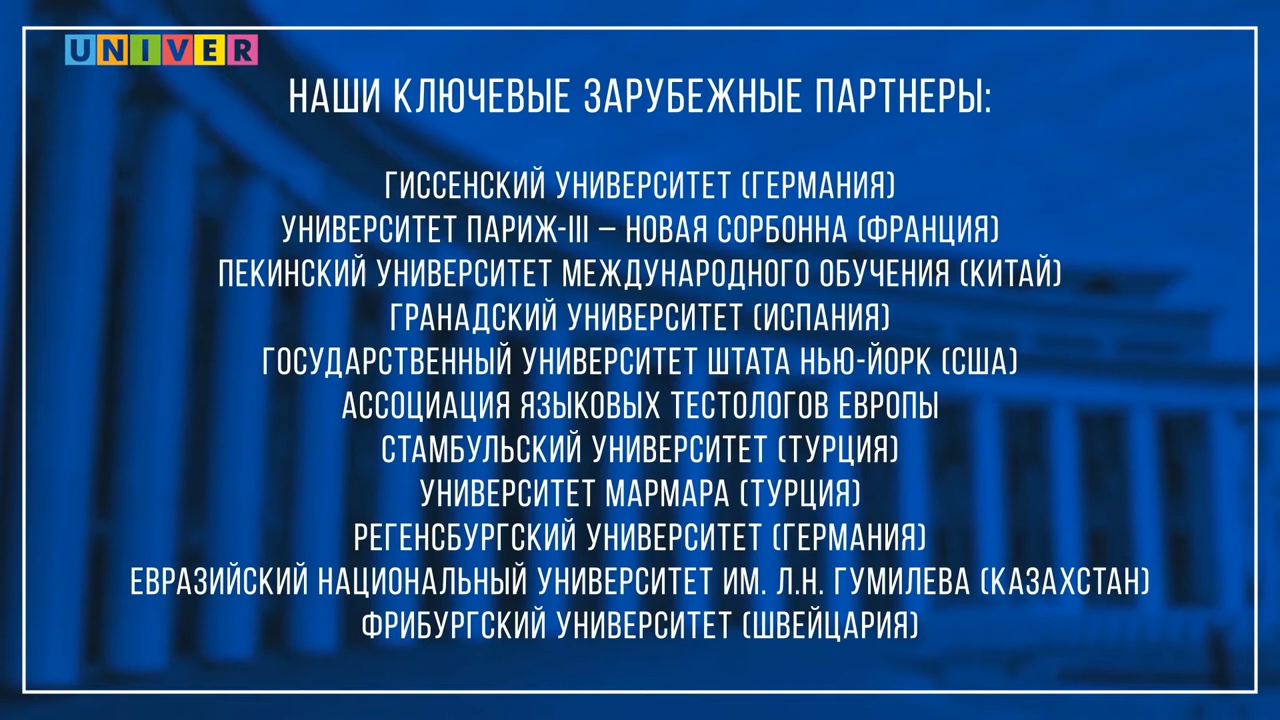 UNIVER
НАШИ КЛЮЧЕВЫЕ ЗАРУБЕЖНЫЕ ПАРТНЕРЫ:
ГИССЕНСКИЙ УНИВЕРСИТЕТ (ГЕРМАНИЯ)
УНИВЕРСИТЕТ ПАРИЖ-III – НОВАЯ СОРБОННА (ФРАНЦИЯ)
ПЕКИНСКИЙ УНИВЕРСИТЕТ МЕЖДУНАРОДНОГО ОБУЧЕНИЯ (КИТАЙ)
ГРАНАДСКИЙ УНИВЕРСИТЕТ (ИСПАНИЯ)
ГОСУДАРСТВЕННЫЙ УНИВЕРСИТЕТ ШТАТА НЬЮ-ЙОРК (США)
АССОЦИАЦИЯ ЯЗЫКОВЫХ ТЕСТОЛОГОВ ЕВРОПЫ
СТАМБУЛЬСКИЙ УНИВЕРСИТЕТ (ТУРЦИЯ)
УНИВЕРСИТЕТ МАРМАРА (ТУРЦИЯ)
РЕГЕНСБУРГСКИЙ УНИВЕРСИТЕТ (ГЕРМАНИЯ)
ЕВРАЗИЙСКИЙ НАЦИОНАЛЬНЫЙ УНИВЕРСИТЕТ ИМ. Л.Н. ГУМИЛЕВА (КАЗАХСТАН)
ФРИБУРГСКИЙ УНИВЕРСИТЕТ (ШВЕЙЦАРИЯ)